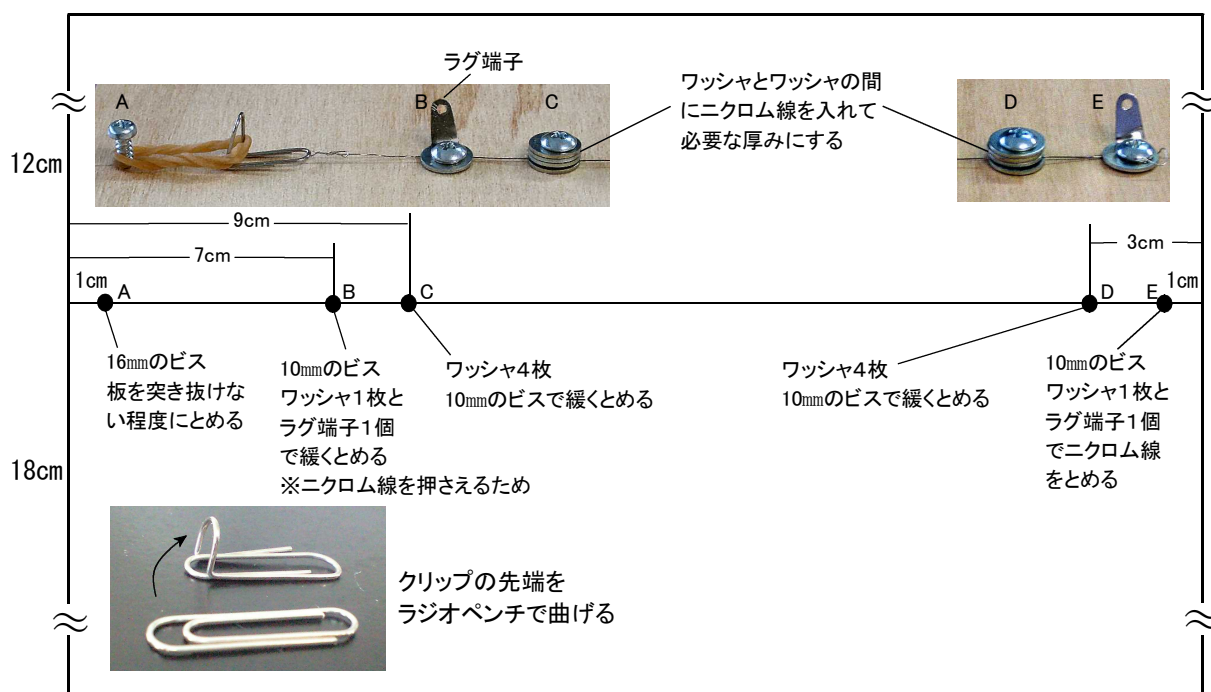 ラグ端子
A
B
C
ワッシャとワッシャの間
にニクロム線を入れて
必要な厚みにする
D
E
12cm
9cm
7cm
3cm
1cm
A
B
C
D
E
1cm
16mmのビス
板を突き抜けな
い程度にとめる
10mmのビス
ワッシャ1枚と
ラグ端子1個
で緩くとめる
※ニクロム線を押さえるため
ワッシャ4枚
10mmのビスで緩くとめる
ワッシャ4枚
10mmのビスで緩くとめる
10mmのビス
ワッシャ1枚と
ラグ端子1個
でニクロム線
をとめる
18cm
クリップの先端を
ラジオペンチで曲げる